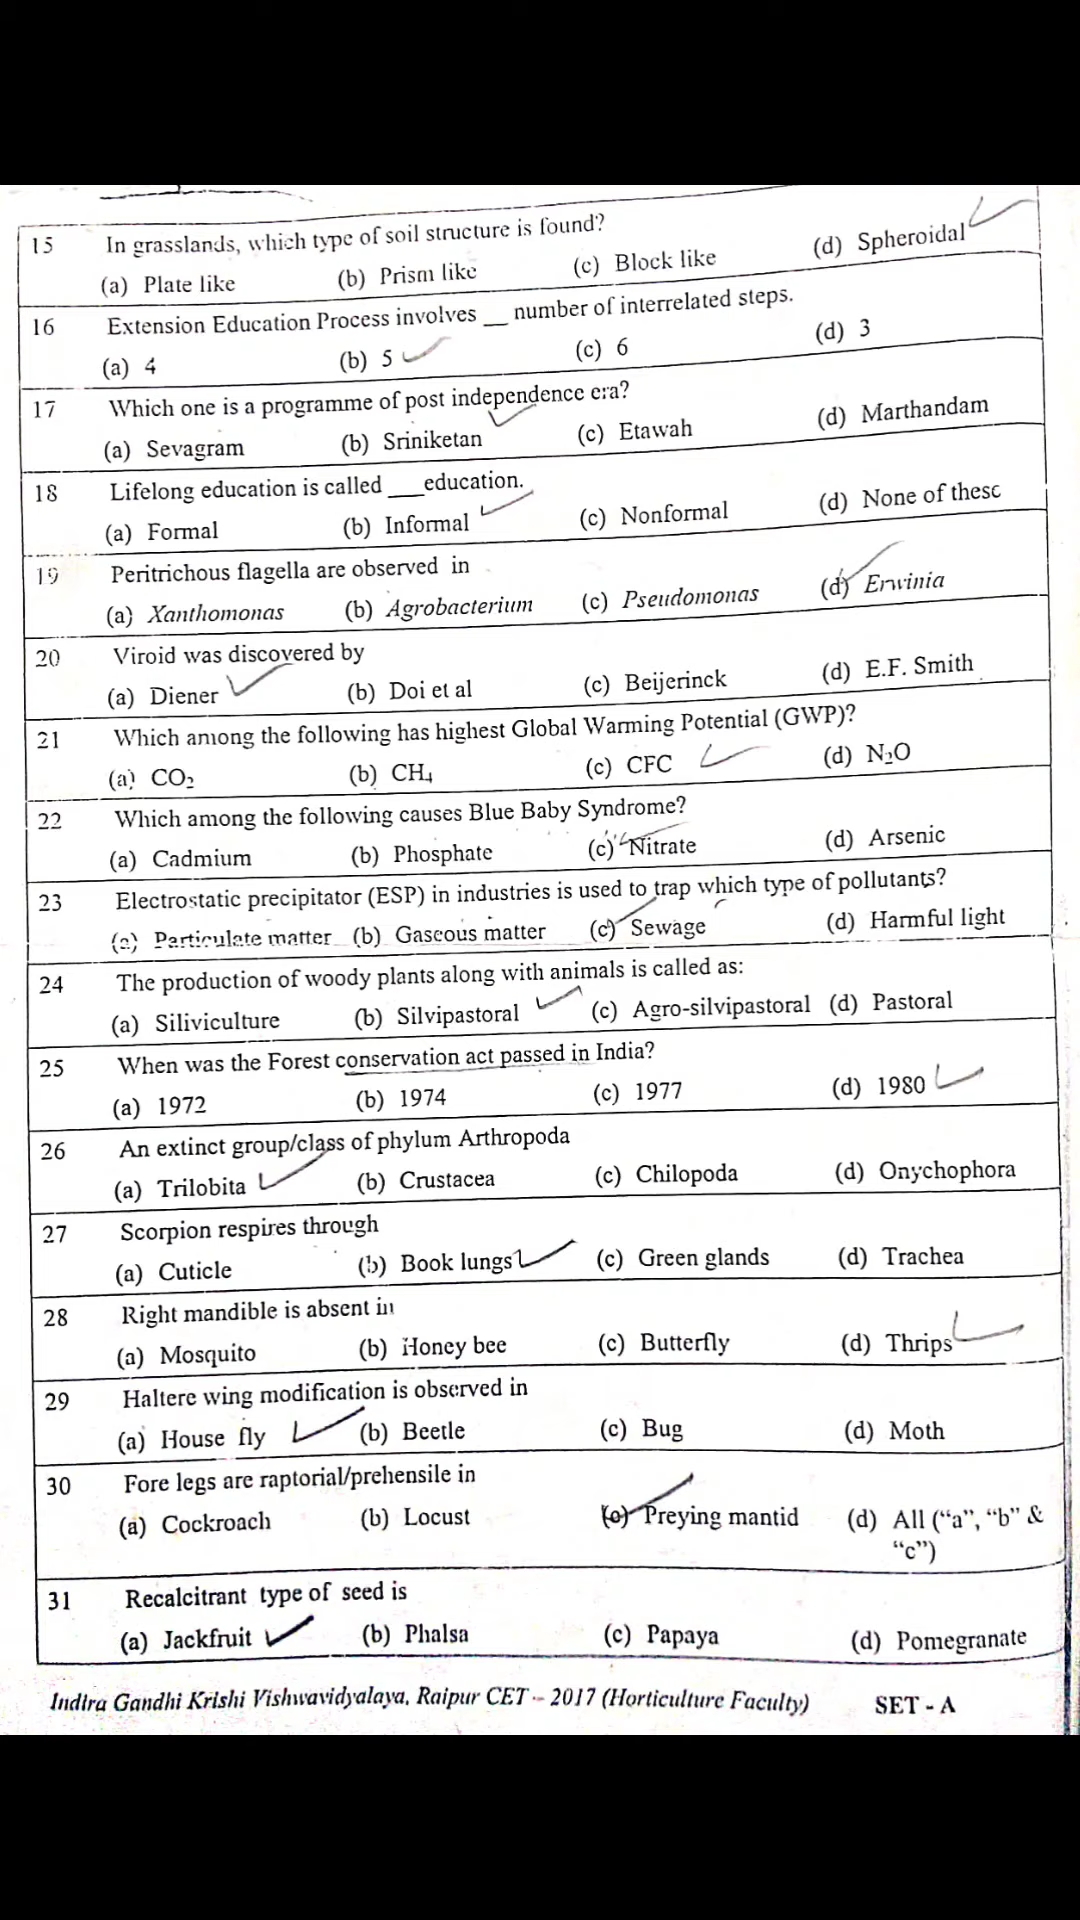 15 In grasslands, which type of soil structure is found?
(a) Plate like (b) Prism like (c) Block like (d) Spheroidal
16 Extension Education Process involves __ number of interrelated steps.
(a) 4 (b) 5 (c) 6 (d) 3
17 Which one is a programme of post independence era?
(a) Sevagram (b) Sriniketan (c) Etawah (d) Marthandam
18 Lifelong education is called ___education.
(a) Formal (b) Informal (c) Nonformal (d) None of these
19 Peritrichous flagella are observed in
(a) Xanthomonas (b) Agrobacterium (c) Pseudomonas (d) Erwinia
20 Viroid was discovered by
(a) Diener (b) Doi et al (c) Beijerinck (d) E.F. Smith
21 Which among the following has highest Global Warming Potential (GWP)?
(a) CO₂ (b) CH₄ (c) CFC (d) N₂O
22 Which among the following causes Blue Baby Syndrome?
(a) Cadmium (b) Phosphate (c) Nitrate (d) Arsenic
23 Electrostatic precipitator (ESP) in industries is used to trap which type of pollutants?
(a) Particulate matter (b) Gaseous matter (c) Sewage (d) Harmful light
24 The production of woody plants along with animals is called as:
(a) Siliviculture (b) Silvipastoral (c) Agro-silvipastoral (d) Pastoral
25 When was the Forest conservation act passed in India?
(a) 1972 (b) 1974 (c) 1977 (d) 1980
26 An extinct group/class of phylum Arthropoda
(a) Trilobita (b) Crustacea (c) Chilopoda (d) Onychophora
27 Scorpion respires through
(a) Cuticle (b) Book lungs (c) Green glands (d) Trachea
28 Right mandible is absent in
(a) Mosquito (b) Honey bee (c) Butterfly (d) Thrips
29 Haltere wing modification is observed in
(a) House fly (b) Beetle (c) Bug (d) Moth
30 Fore legs are raptorial/prehensile in
(a) Cockroach (b) Locust (c) Preying mantid (d) All ("a", "b" &
"c")
31 Recalcitrant type of seed is
(a) Jackfruit (b) Phalsa (c) Papaya (d) Pomegranate
Indira Gandhi Krishi Vishwavidyalaya, Raipur CET - 2017 (Horticulture Faculty) SET - A